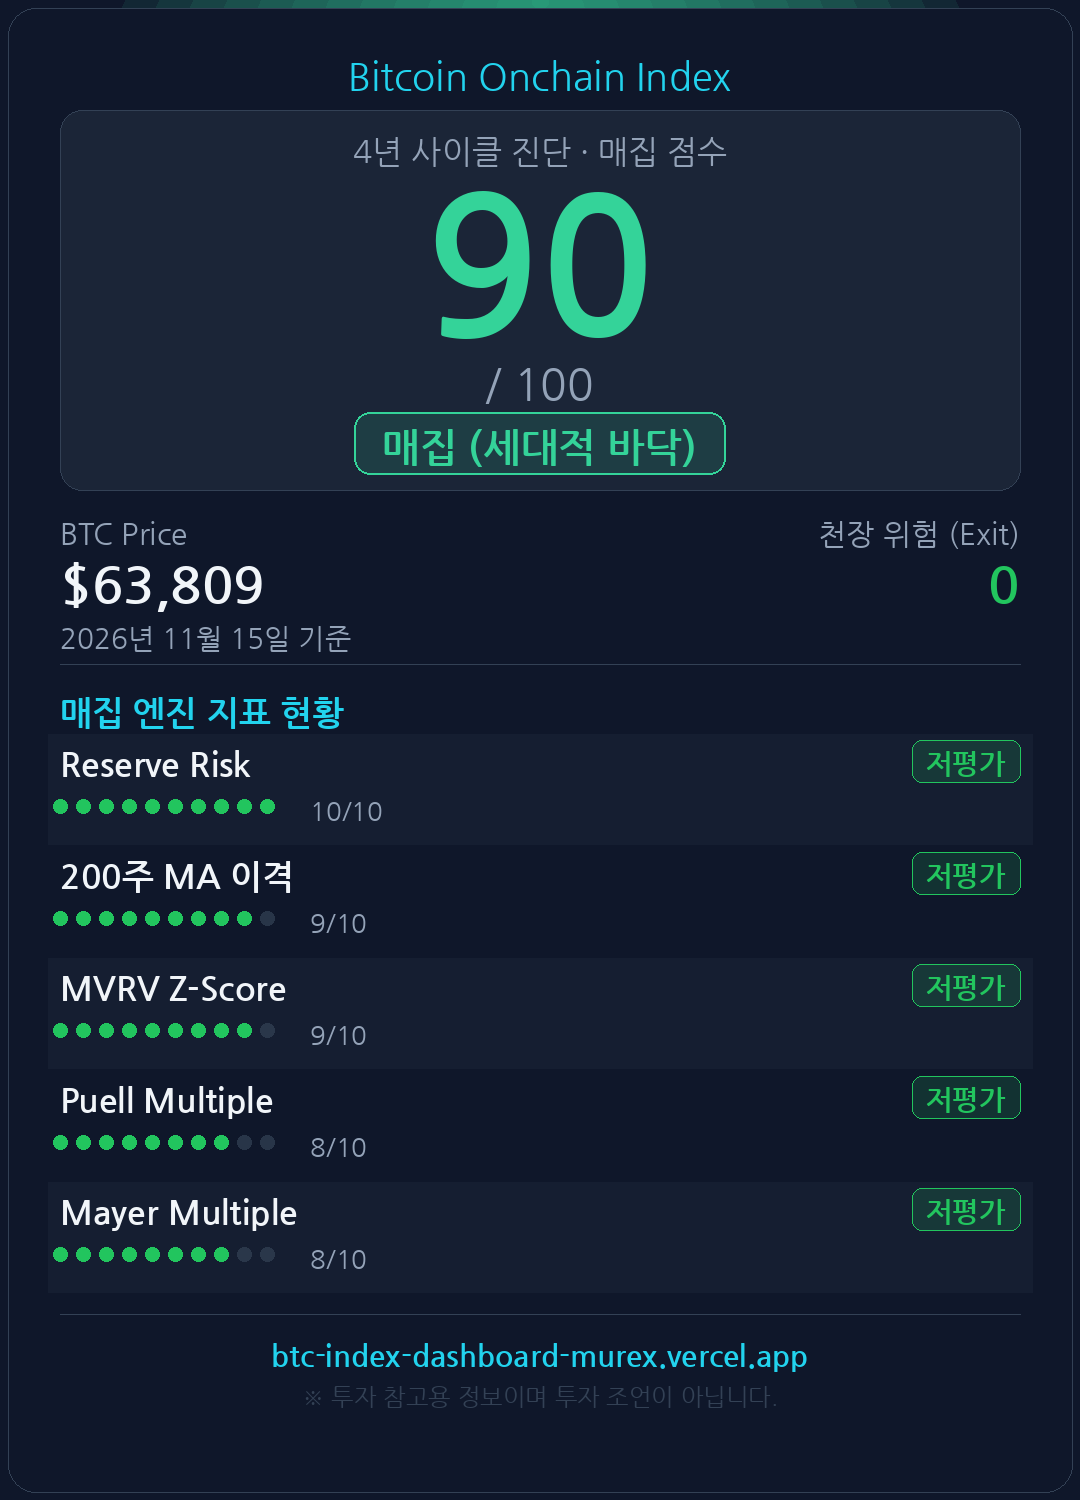 Bitcoin Onchain Index
4년 사이클 진단 · 매집 점수
90
/ 100
매집 (세대적 바닥)
BTC Price
천장 위험 (Exit)
$63,809
0
2026년 11월 15일 기준
매집 엔진 지표 현황
Reserve Risk
저평가
10/10
200주 MA 이격
저평가
9/10
MVRV Z-Score
저평가
9/10
Puell Multiple
저평가
8/10
Mayer Multiple
저평가
8/10
btc-index-dashboard-murex.vercel.app
※ 투자 참고용 정보이며 투자 조언이 아닙니다.